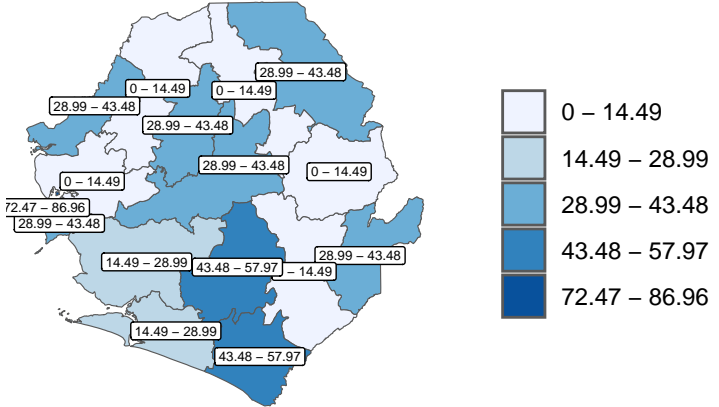 28.99 – 43.48
0 – 14.49
0 – 14.49
28.99 – 43.48
28.99 – 43.48
28.99 – 43.48
0 – 14.49
0 – 14.49
72.47 – 86.96
28.99 – 43.48
28.99 – 43.48
14.49 – 28.99
43.48 – 57.97
– 14.49
14.49 – 28.99
43.48 – 57.97
0 – 14.49
14.49 – 28.99
28.99 – 43.48
43.48 – 57.97
72.47 – 86.96